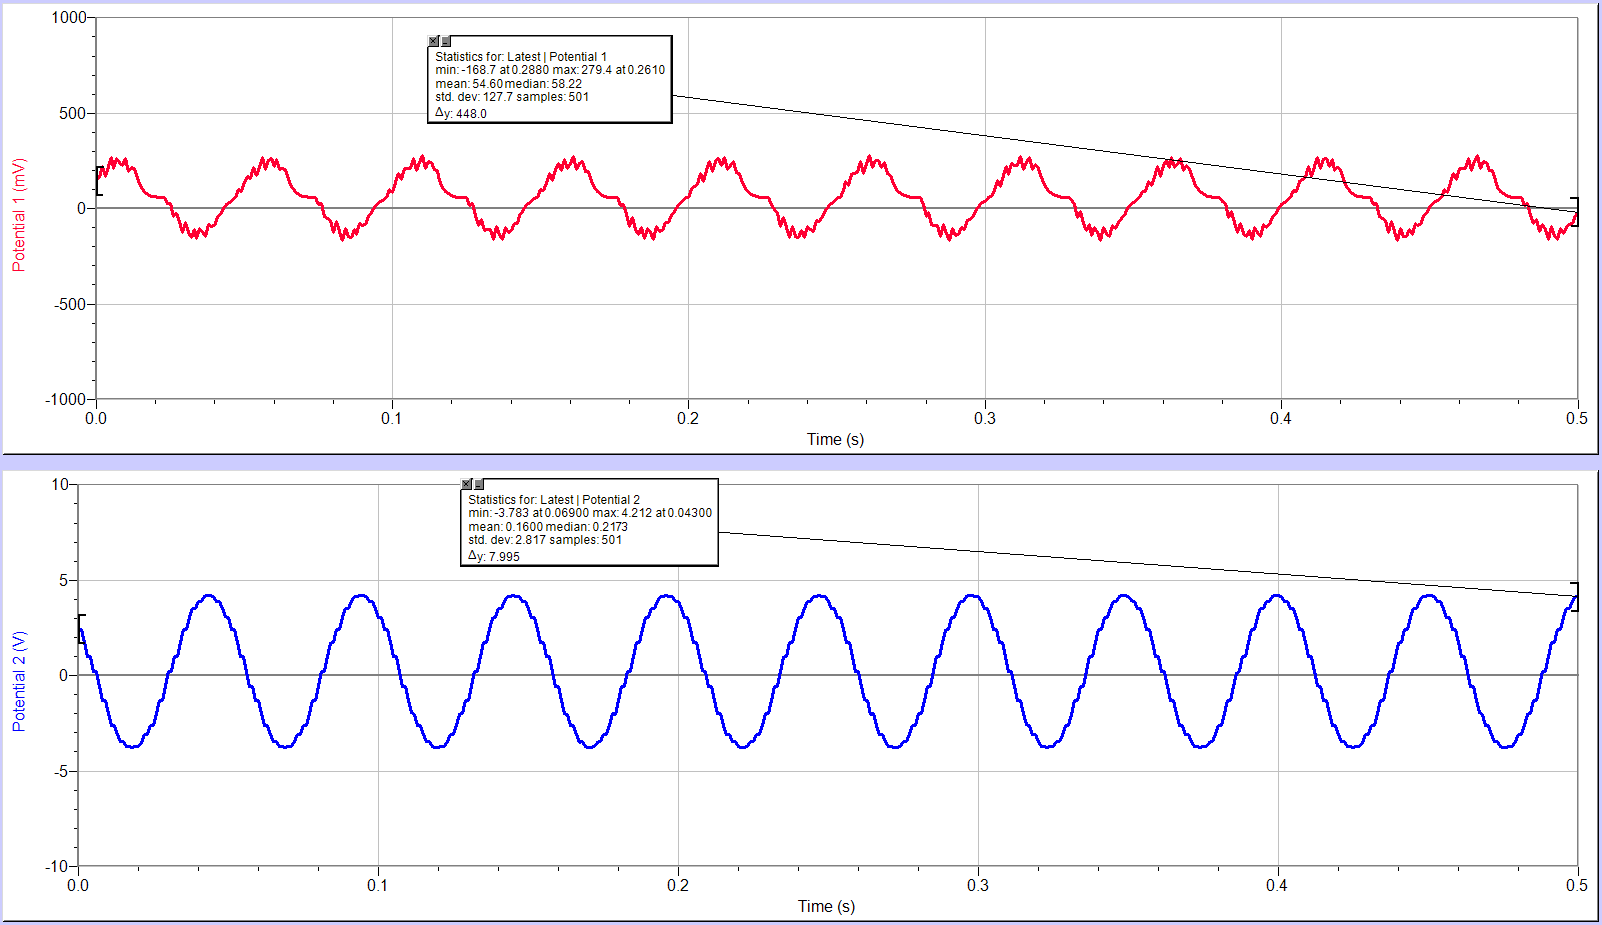 1000
Statistics for: Latest | Potential 1
min: -168.7 at 0.2880 max: 279.4 at 0.2610
mean: 54.60 median: 58.22
std. dev: 127.7 samples: 501
Δy: 448.0
500
Potential 1 (mV)
0
-500
-1000
0.0 0.1 0.2 0.3 0.4 0.5
Time (s)
10
Statistics for: Latest | Potential 2
min: -3.783 at 0.06900 max: 4.212 at 0.04300
mean: 0.1600 median: 0.2173
std. dev: 2.817 samples: 501
Δy: 7.995
5
Potential 2 (V)
0
-5
-10
0.0 0.1 0.2 0.3 0.4 0.5
Time (s)